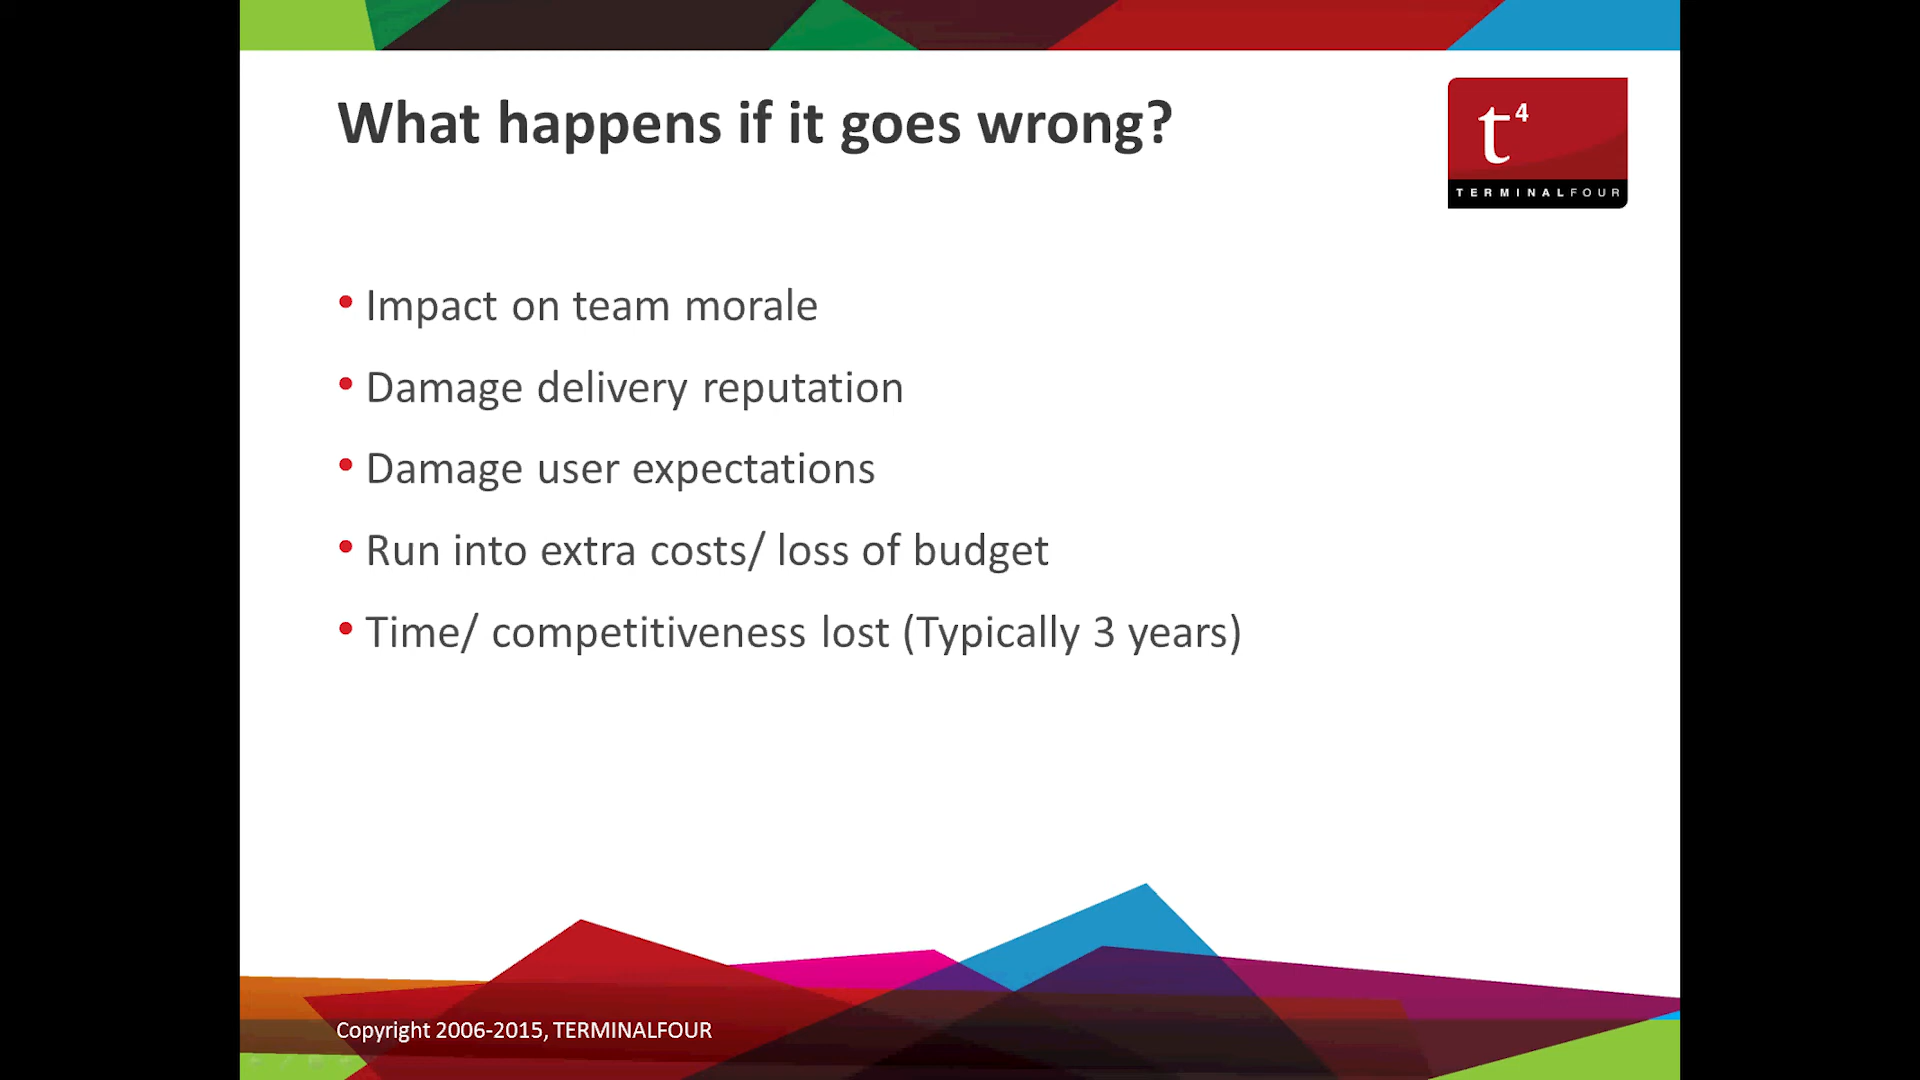 What happens if it goes wrong?
t4
TERMINALFOUR
• Impact on team morale
• Damage delivery reputation
• Damage user expectations
• Run into extra costs/ loss of budget
• Time/ competitiveness lost (Typically 3 years)
Copyright 2006-2015, TERMINALFOUR